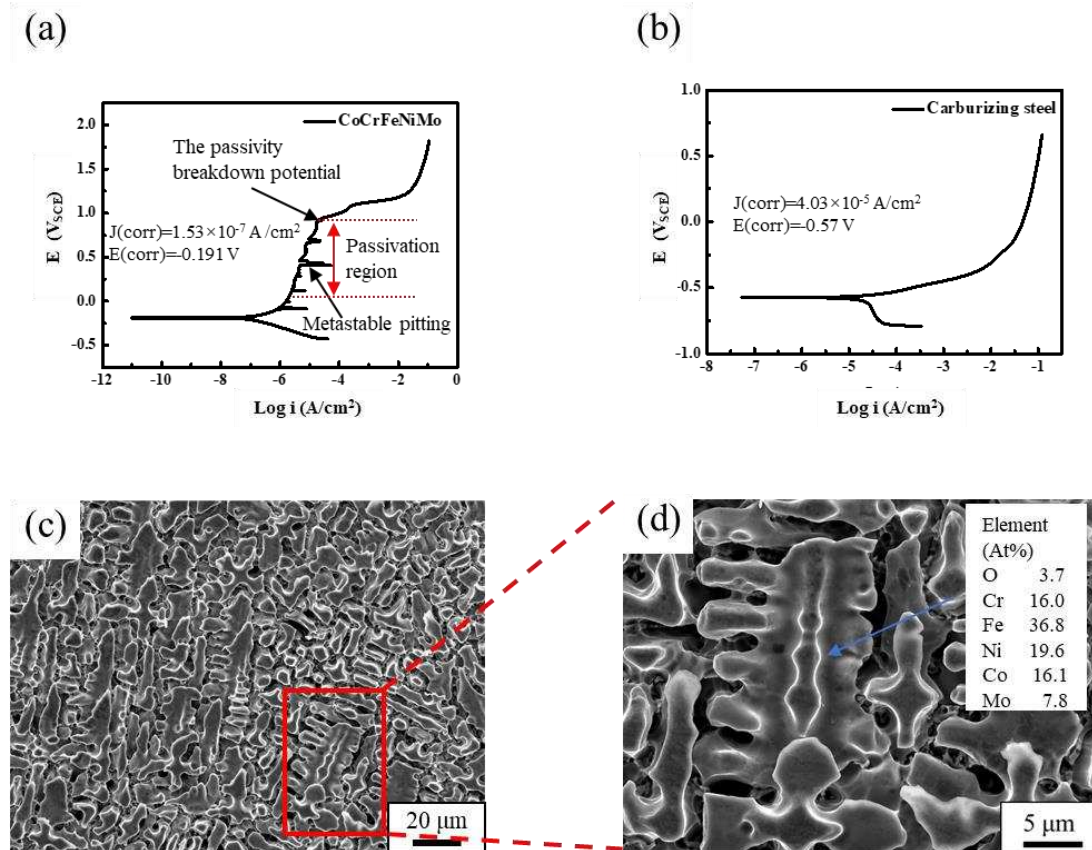 (a)
CoCrFeNiMo
The passivity
breakdown potential
J(corr)=1.53×10⁻⁷ A /cm²
E(corr)=-0.191 V
Passivation
region
Metastable pitting
E (V_SCE)
2.0
1.5
1.0
0.5
0.0
-0.5
-12 -10 -8 -6 -4 -2 0
Log i (A/cm²)
(b)
Carburizing steel
J(corr)=4.03×10⁻⁵ A/cm²
E(corr)=-0.57 V
E (V_SCE)
1.0
0.5
0.0
-0.5
-1.0
-8 -7 -6 -5 -4 -3 -2 -1
Log i (A/cm²)
(c)
20 μm
(d)
Element
(At%)
O 3.7
Cr 16.0
Fe 36.8
Ni 19.6
Co 16.1
Mo 7.8
5 μm